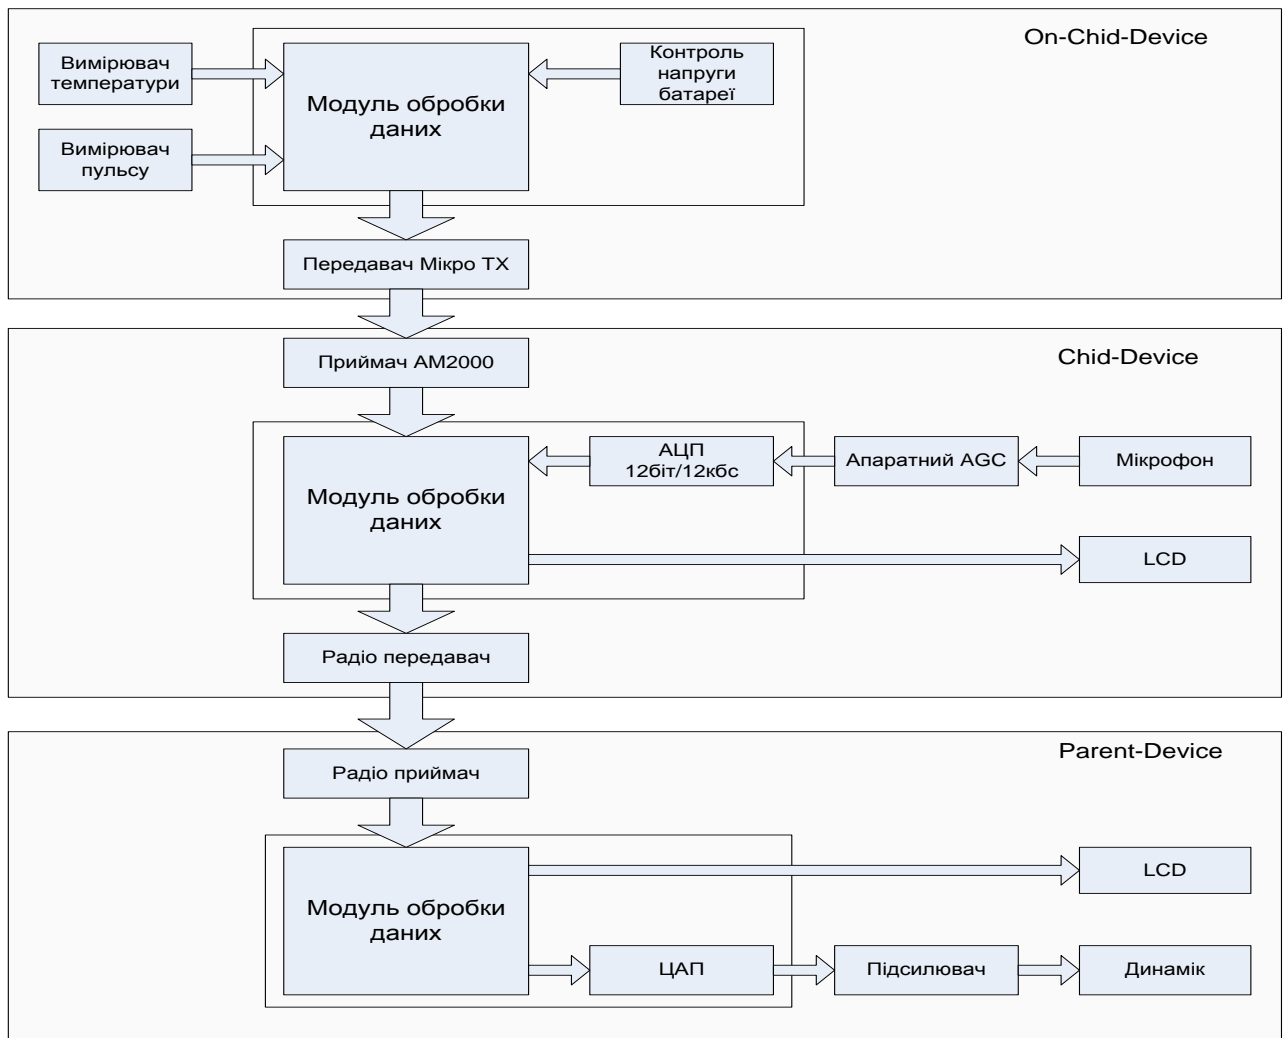 On-Chid-Device
Вимірювач
температури
Модуль обробки
даних
Контроль
напруги
батареї
Вимірювач
пульсу
Передавач Мікро TX
Chid-Device
Приймач AM2000
Модуль обробки
даних
АЦП
12біт/12кбс
Апаратний AGC
Мікрофон
LCD
Радіо передавач
Parent-Device
Радіо приймач
Модуль обробки
даних
LCD
ЦАП
Підсилювач
Динамік